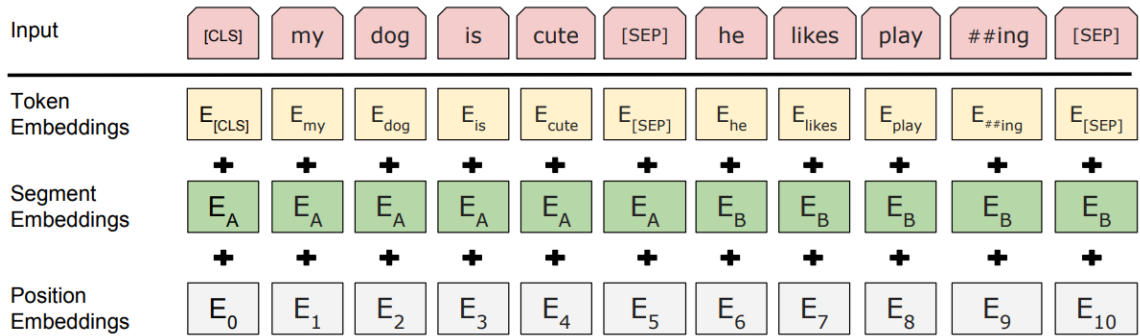 Input [CLS] my dog is cute [SEP] he likes play ##ing [SEP]
Token Embeddings E[CLS] Emy Edog Eis Ecute E[SEP] Ehe Elikes Eplay E##ing E[SEP]
+ + + + + + + + + + +
Segment Embeddings EA EA EA EA EA EA EB EB EB EB EB
+ + + + + + + + + + +
Position Embeddings E0 E1 E2 E3 E4 E5 E6 E7 E8 E9 E10